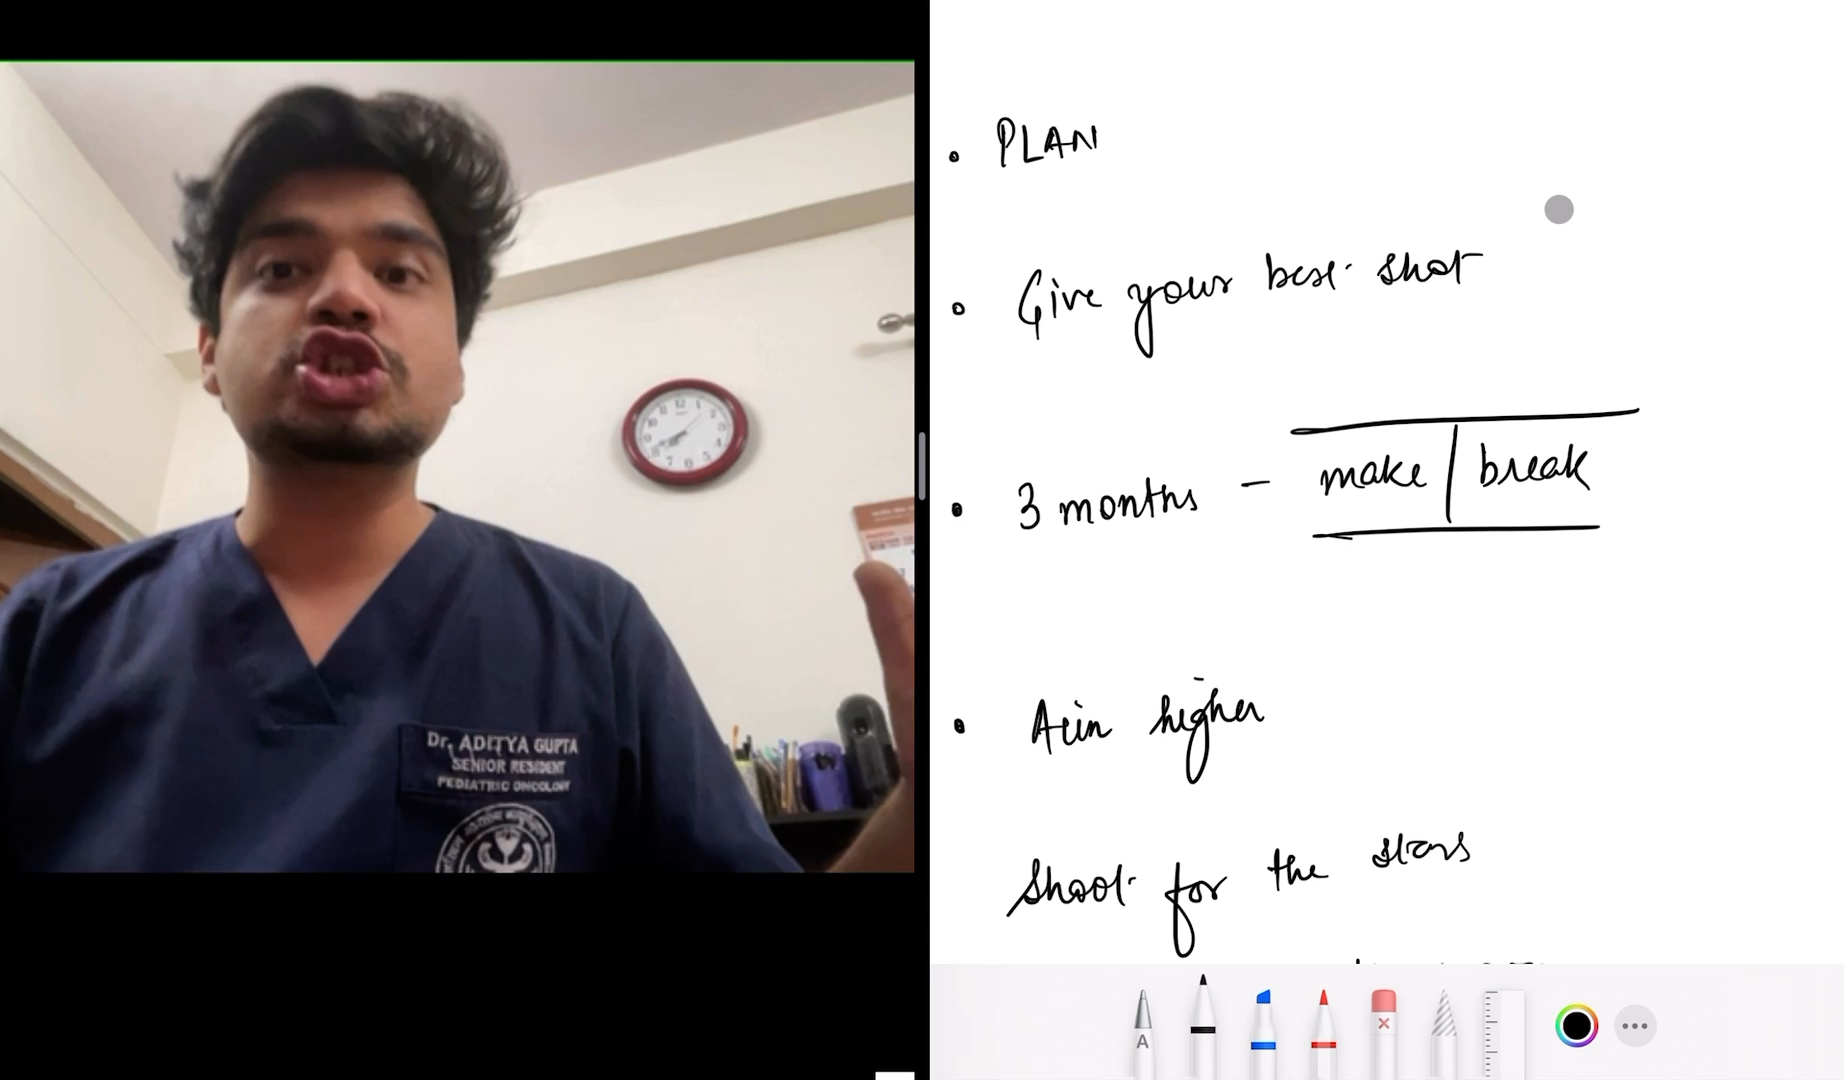 Dr. ADITYA GUPTA
SENIOR RESIDENT
PEDIATRIC ONCOLOGY
• PLAN
• Give your best shot
• 3 months - make | break
• Aim higher
Shoot for the stars
A